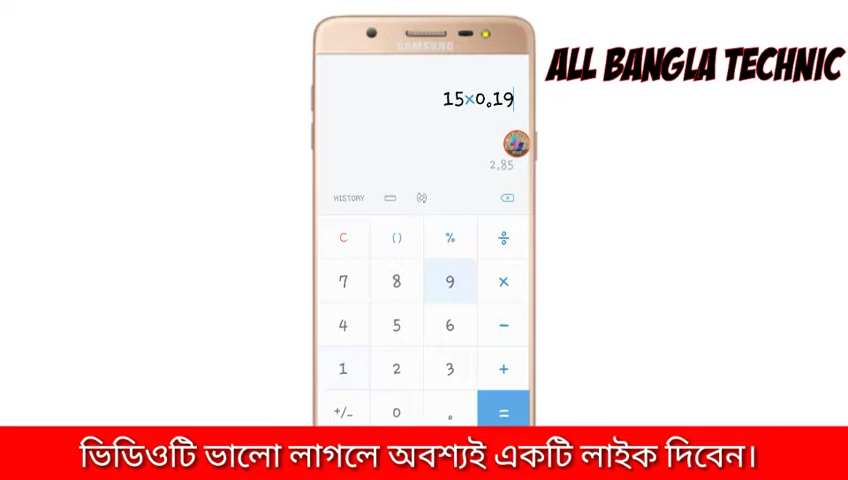 SAMSUNG
ALL BANGLA TECHNIC
15×0.19
2.85
HISTORY
C () % ÷
7 8 9 ×
4 5 6 −
1 2 3 +
+/− 0 . =
ভিডিওটি ভালো লাগলে অবশ্যই একটি লাইক দিবেন।